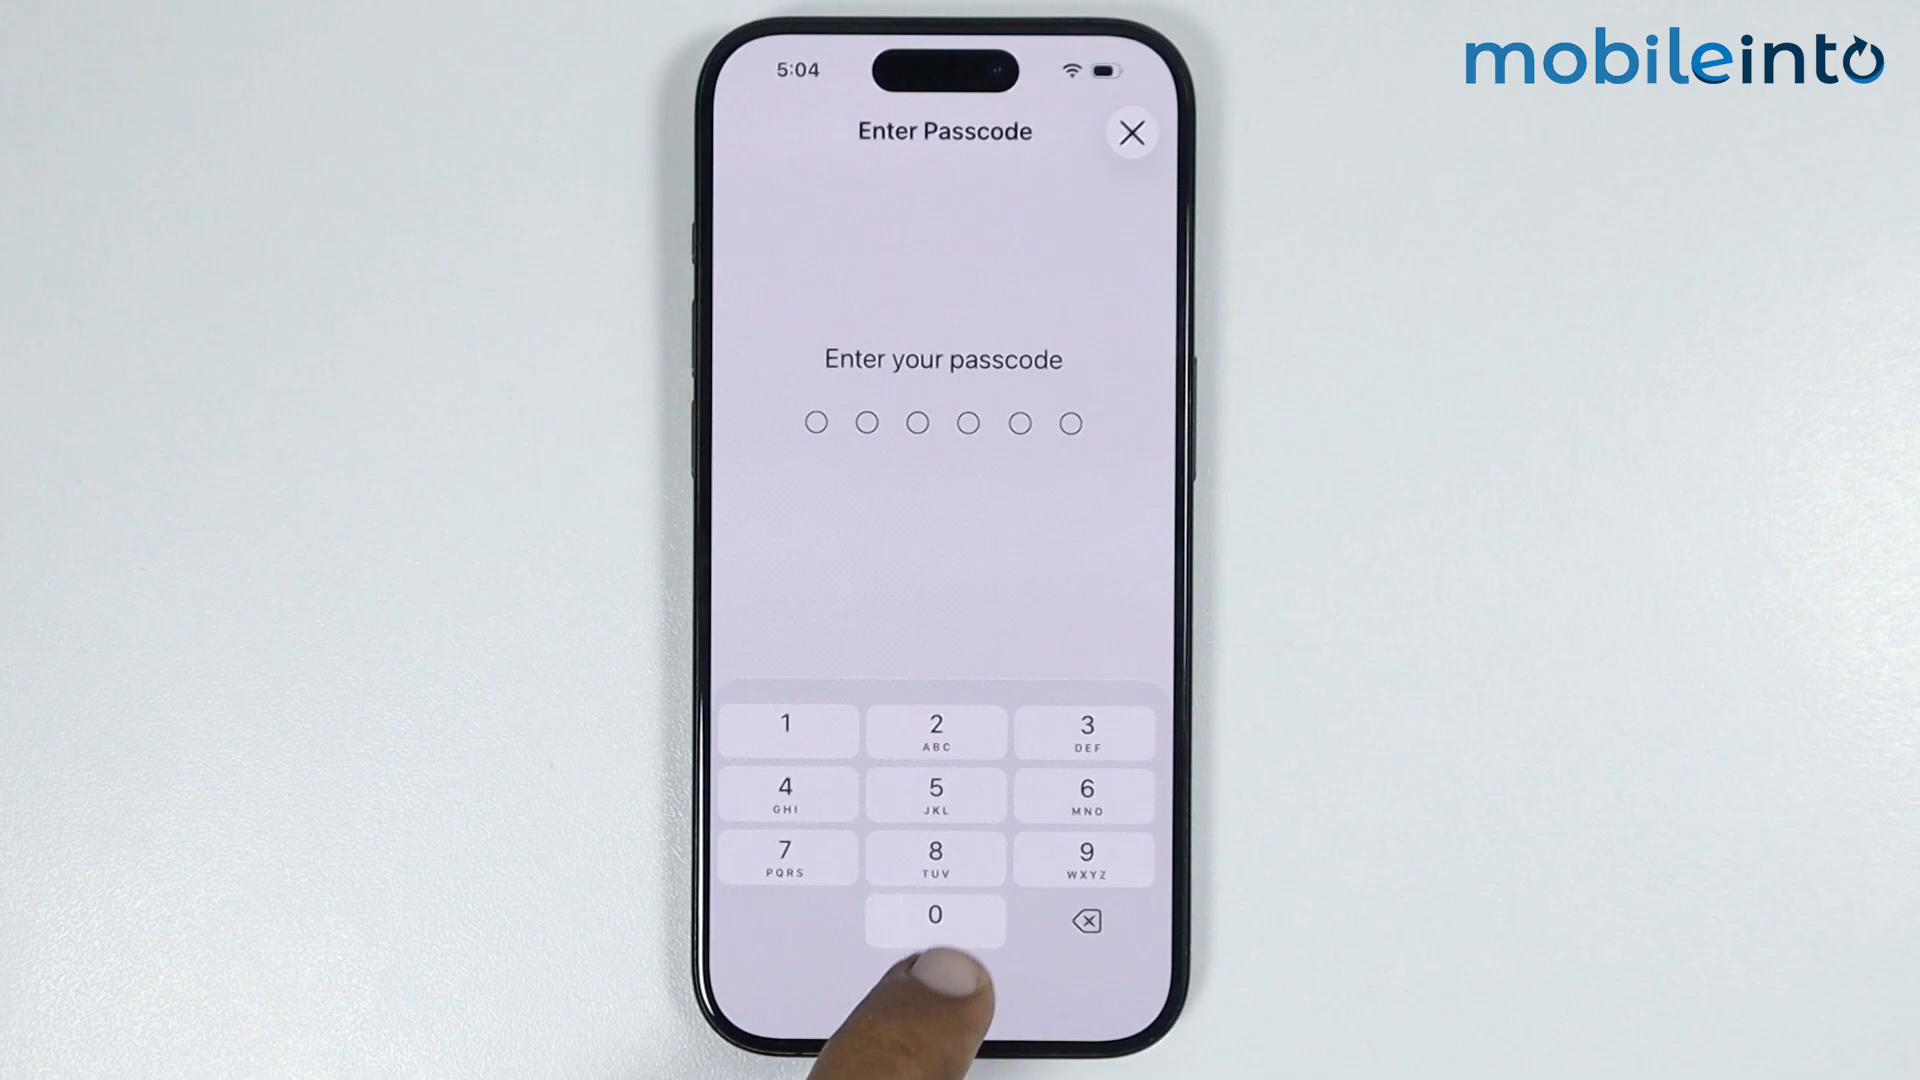 mobileinto
5:04
Enter Passcode
Enter your passcode
1 2 3
ABC DEF
4 5 6
GHI JKL MNO
7 8 9
PQRS TUV WXYZ
0